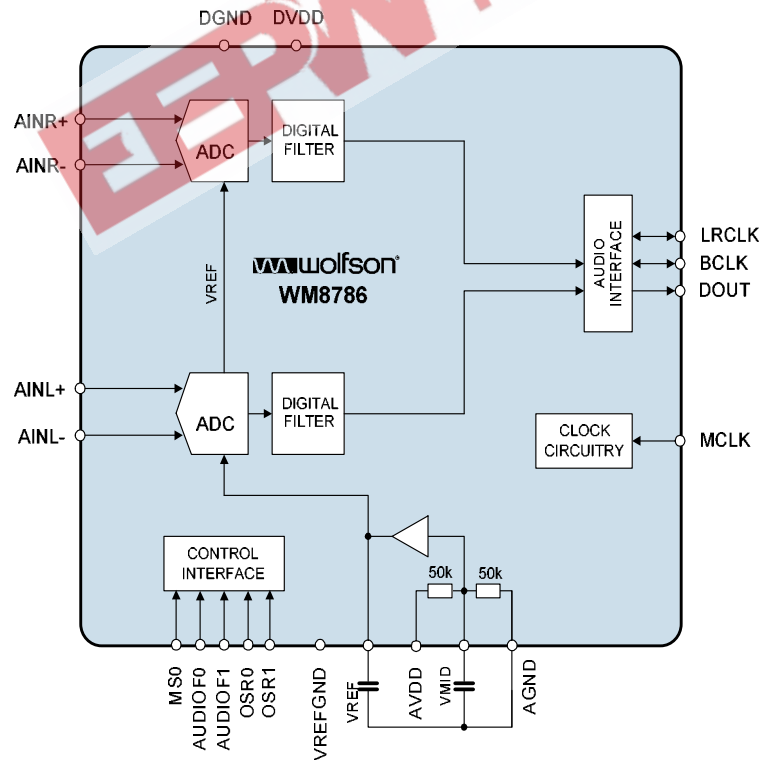 DGND DVDD
EEPW
AINR+
AINR-
ADC
DIGITAL
FILTER
VREF
wolfson®
WM8786
AUDIO
INTERFACE
LRCLK
BCLK
DOUT
AINL+
AINL-
ADC
DIGITAL
FILTER
CLOCK
CIRCUITRY
MCLK
CONTROL
INTERFACE
50k 50k
MS0
AUDIOF0
AUDIOF1
OSR0
OSR1
VREFGND
VREF
AVDD
VMID
AGND